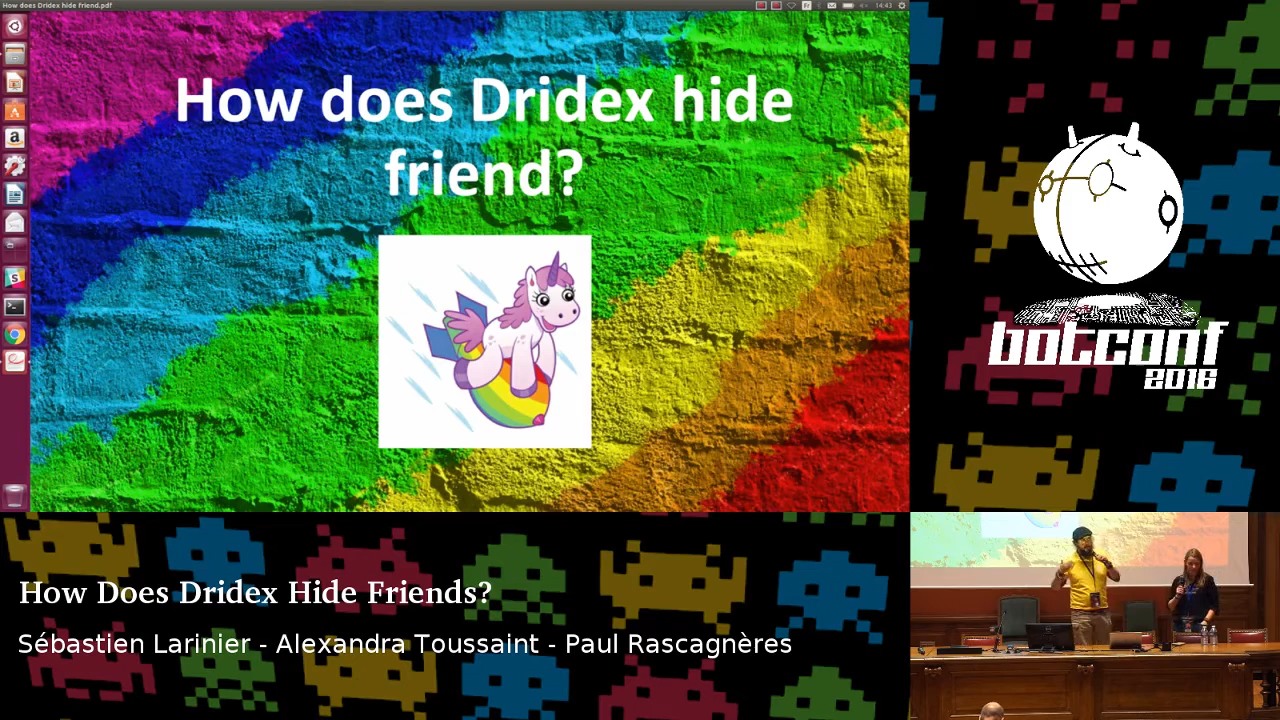 How does Dridex hide friend.pdf
Fr
14:43
How does Dridex hide
friend?
botconf
2016
How Does Dridex Hide Friends?
Sébastien Larinier - Alexandra Toussaint - Paul Rascagnères